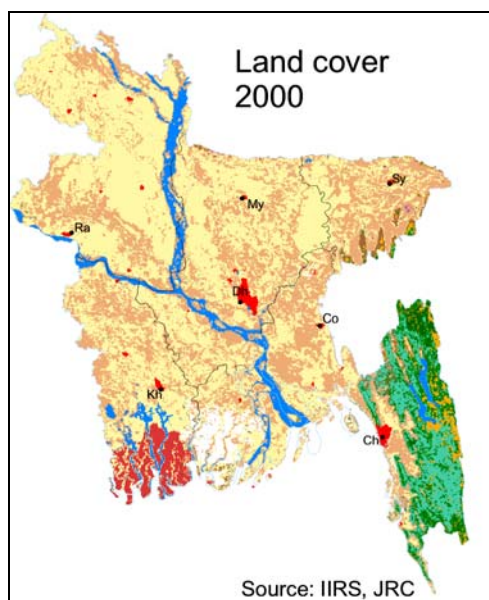 Land cover
2000
Sy
My
Ra
Dh
Co
Kh
Ch
Source: IIRS, JRC